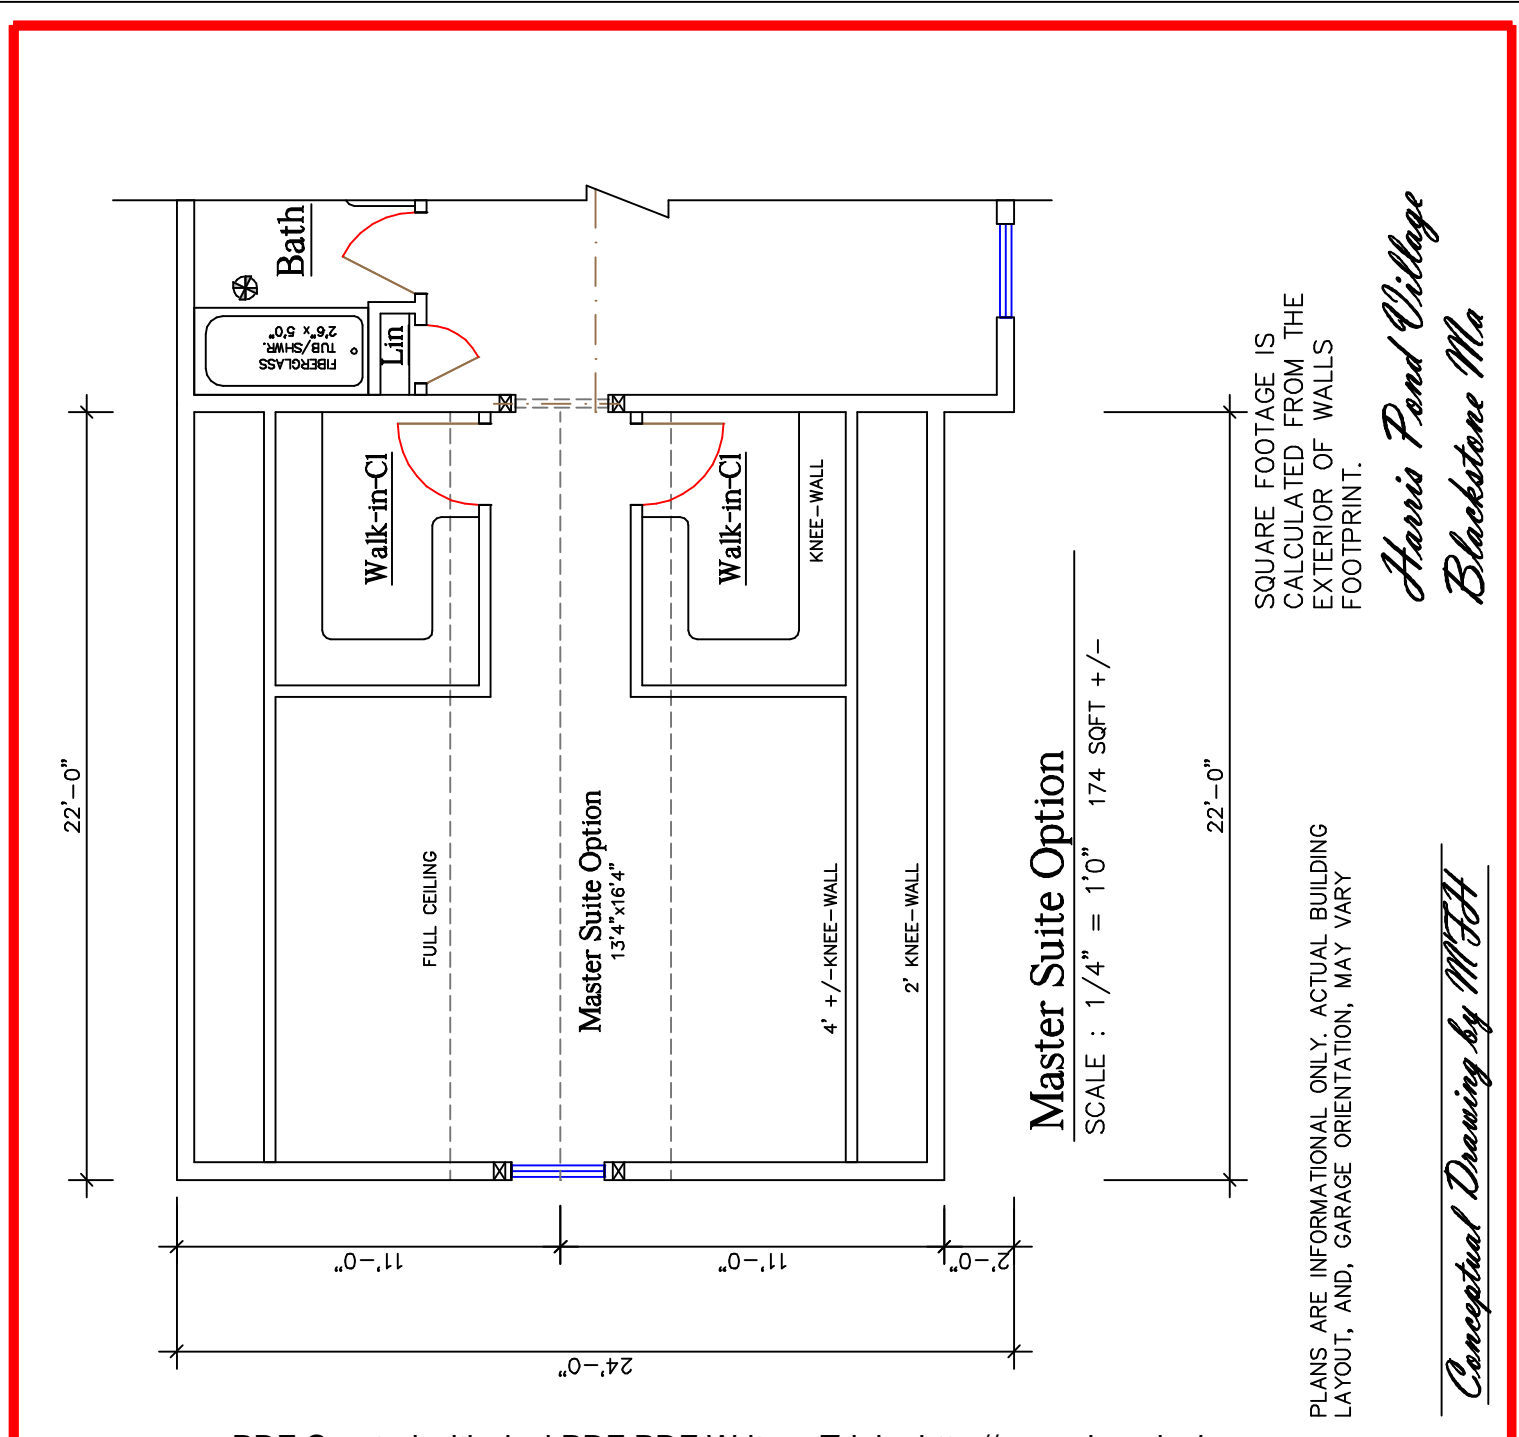 Bath
FIBERGLASS
TUB/SHWR.
2'6" x 5'0"
Lin
Walk-in-Cl
Walk-in-Cl
KNEE-WALL
22'-0"
FULL CEILING
Master Suite Option
13'4"x16'4"
4' +/-KNEE-WALL
2' KNEE-WALL
Master Suite Option
SCALE : 1/4" = 1'0" 174 SQFT +/-
22'-0"
11'-0"
11'-0"
2'-0"
24'-0"
SQUARE FOOTAGE IS
CALCULATED FROM THE
EXTERIOR OF WALLS
FOOTPRINT.
Harris Pond Village
Blackstone Ma
PLANS ARE INFORMATIONAL ONLY. ACTUAL BUILDING
LAYOUT, AND, GARAGE ORIENTATION, MAY VARY
Conceptual Drawing by MFH